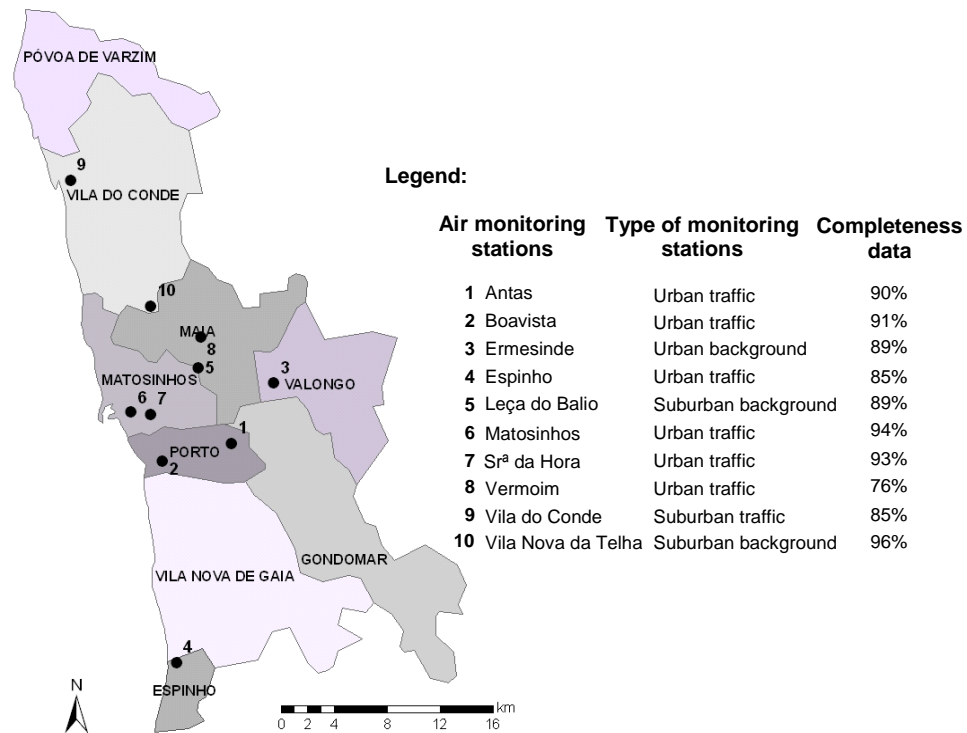 PÓVOA DE VARZIM
9
VILA DO CONDE
10
MAIA
8
5
3
MATOSINHOS
VALONGO
6 7
1
PORTO
2
GONDOMAR
VILA NOVA DE GAIA
4
ESPINHO
N
km
0 2 4 8 12 16
Legend:
Air monitoring stations Type of monitoring stations Completeness data
1 Antas Urban traffic 90%
2 Boavista Urban traffic 91%
3 Ermesinde Urban background 89%
4 Espinho Urban traffic 85%
5 Leça do Balio Suburban background 89%
6 Matosinhos Urban traffic 94%
7 Srª da Hora Urban traffic 93%
8 Vermoim Urban traffic 76%
9 Vila do Conde Suburban traffic 85%
10 Vila Nova da Telha Suburban background 96%